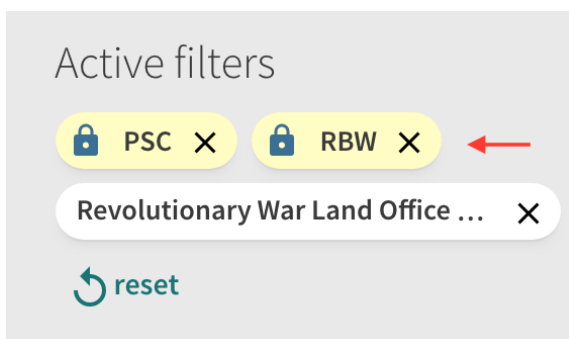 Active filters
PSC RBW
Revolutionary War Land Office ...
reset